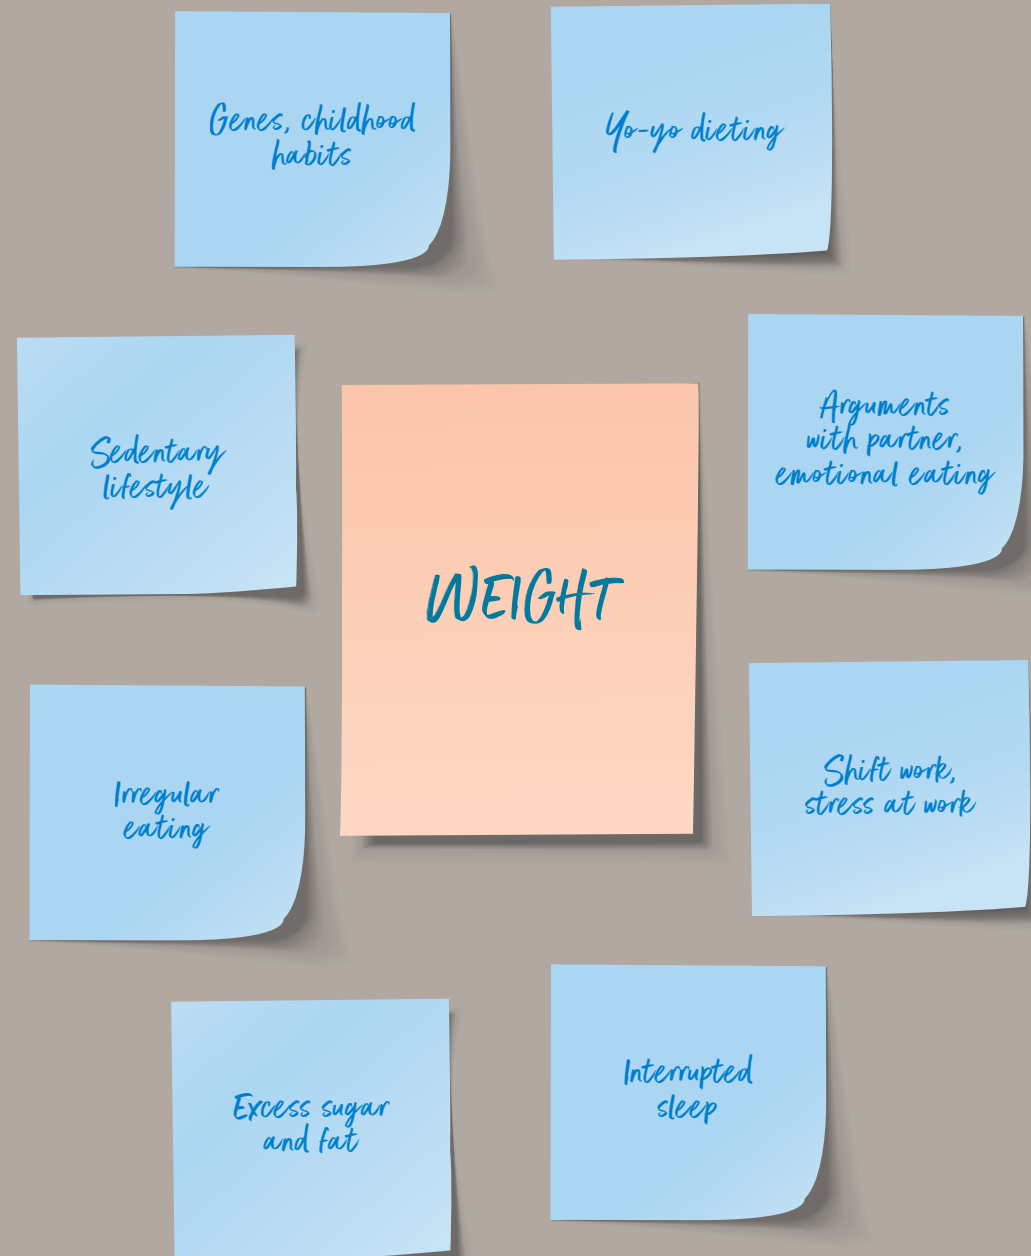 Genes, childhood
habits
Yo-yo dieting
Sedentary
lifestyle
Arguments
with partner,
emotional eating
WEIGHT
Irregular
eating
Shift work,
stress at work
Excess sugar
and fat
Interrupted
sleep